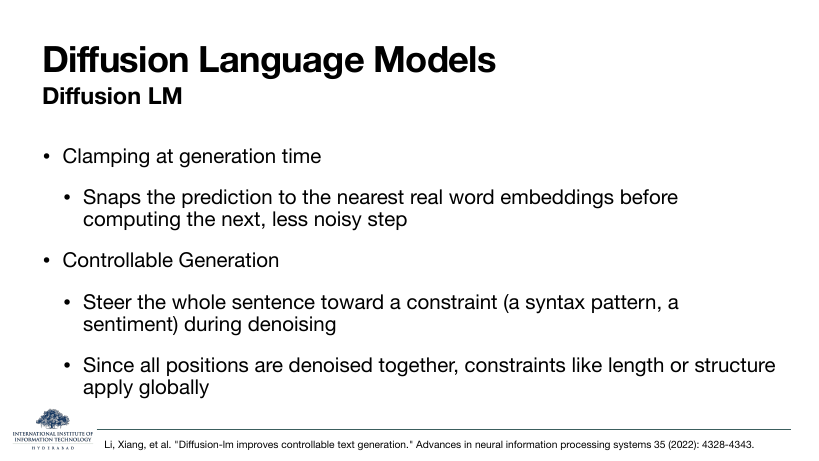 Diffusion Language Models
Diffusion LM
• Clamping at generation time
• Snaps the prediction to the nearest real word embeddings before
computing the next, less noisy step
• Controllable Generation
• Steer the whole sentence toward a constraint (a syntax pattern, a
sentiment) during denoising
• Since all positions are denoised together, constraints like length or structure
apply globally
INTERNATIONAL INSTITUTE OF
INFORMATION TECHNOLOGY
HYDERABAD
Li, Xiang, et al. "Diffusion-lm improves controllable text generation." Advances in neural information processing systems 35 (2022): 4328-4343.